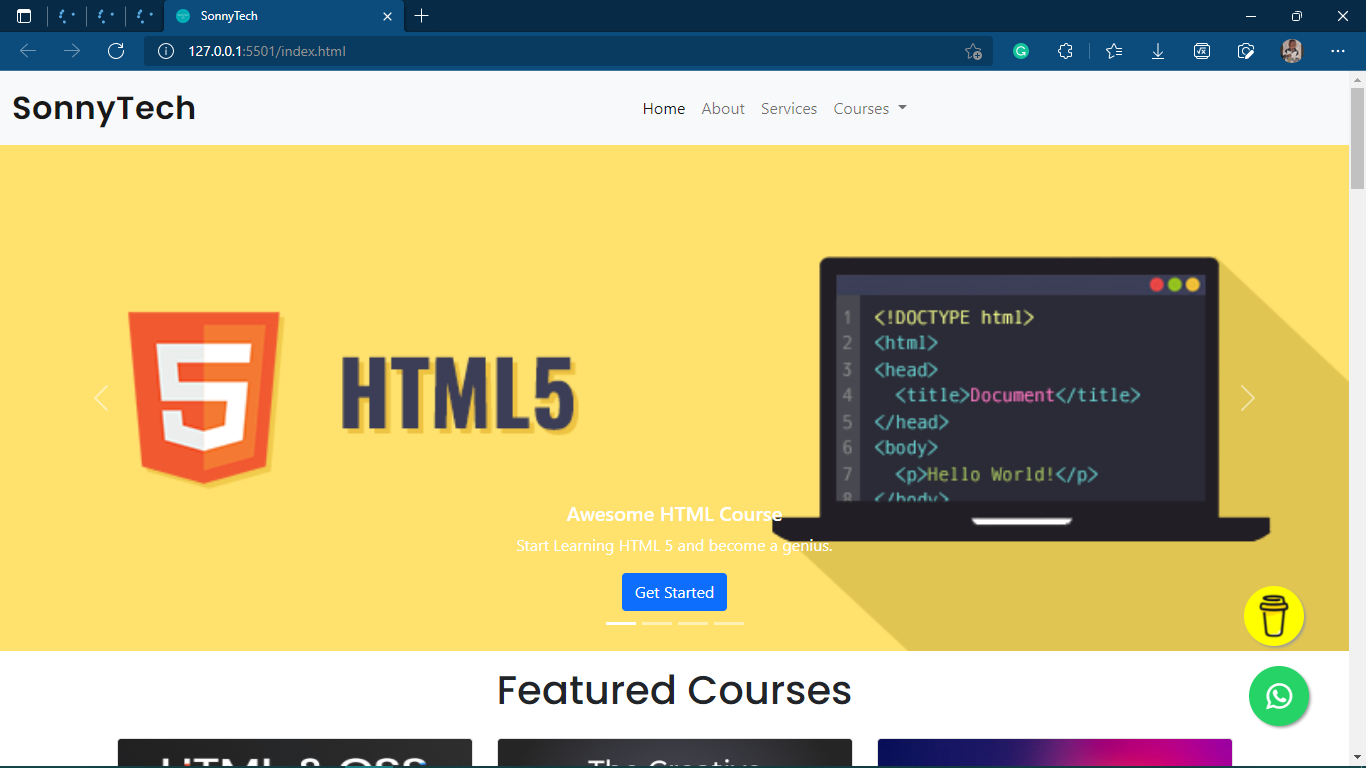 SonnyTech
127.0.0.1:5501/index.html
SonnyTech
Home About Services Courses
HTML5
1 <!DOCTYPE html>
2 <html>
3 <head>
4 <title>Document</title>
5 </head>
6 <body>
7 <p>Hello World!</p>
8 </body>
Awesome HTML Course
Start Learning HTML 5 and become a genius.
Get Started
Featured Courses
HTML & CSS
The Creative